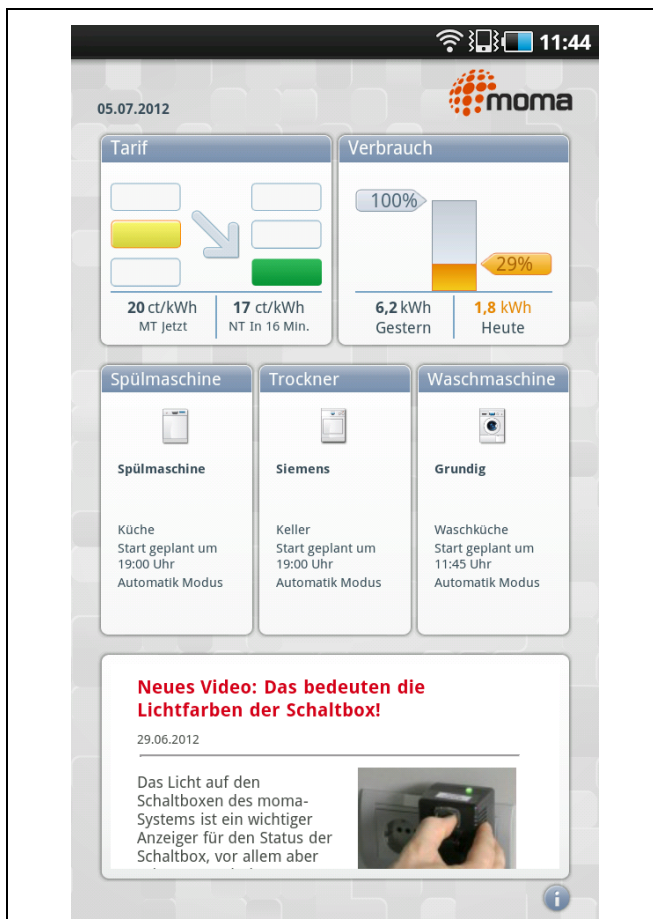 11:44
05.07.2012
moma
Tarif
20 ct/kWh
MT Jetzt
17 ct/kWh
NT In 16 Min.
Verbrauch
100%
29%
6,2 kWh
Gestern
1,8 kWh
Heute
Spülmaschine
Spülmaschine
Küche
Start geplant um
19:00 Uhr
Automatik Modus
Trockner
Siemens
Keller
Start geplant um
19:00 Uhr
Automatik Modus
Waschmaschine
Grundig
Waschküche
Start geplant um
11:45 Uhr
Automatik Modus
Neues Video: Das bedeuten die
Lichtfarben der Schaltbox!
29.06.2012
Das Licht auf den
Schaltboxen des moma-
Systems ist ein wichtiger
Anzeiger für den Status der
Schaltbox, vor allem aber